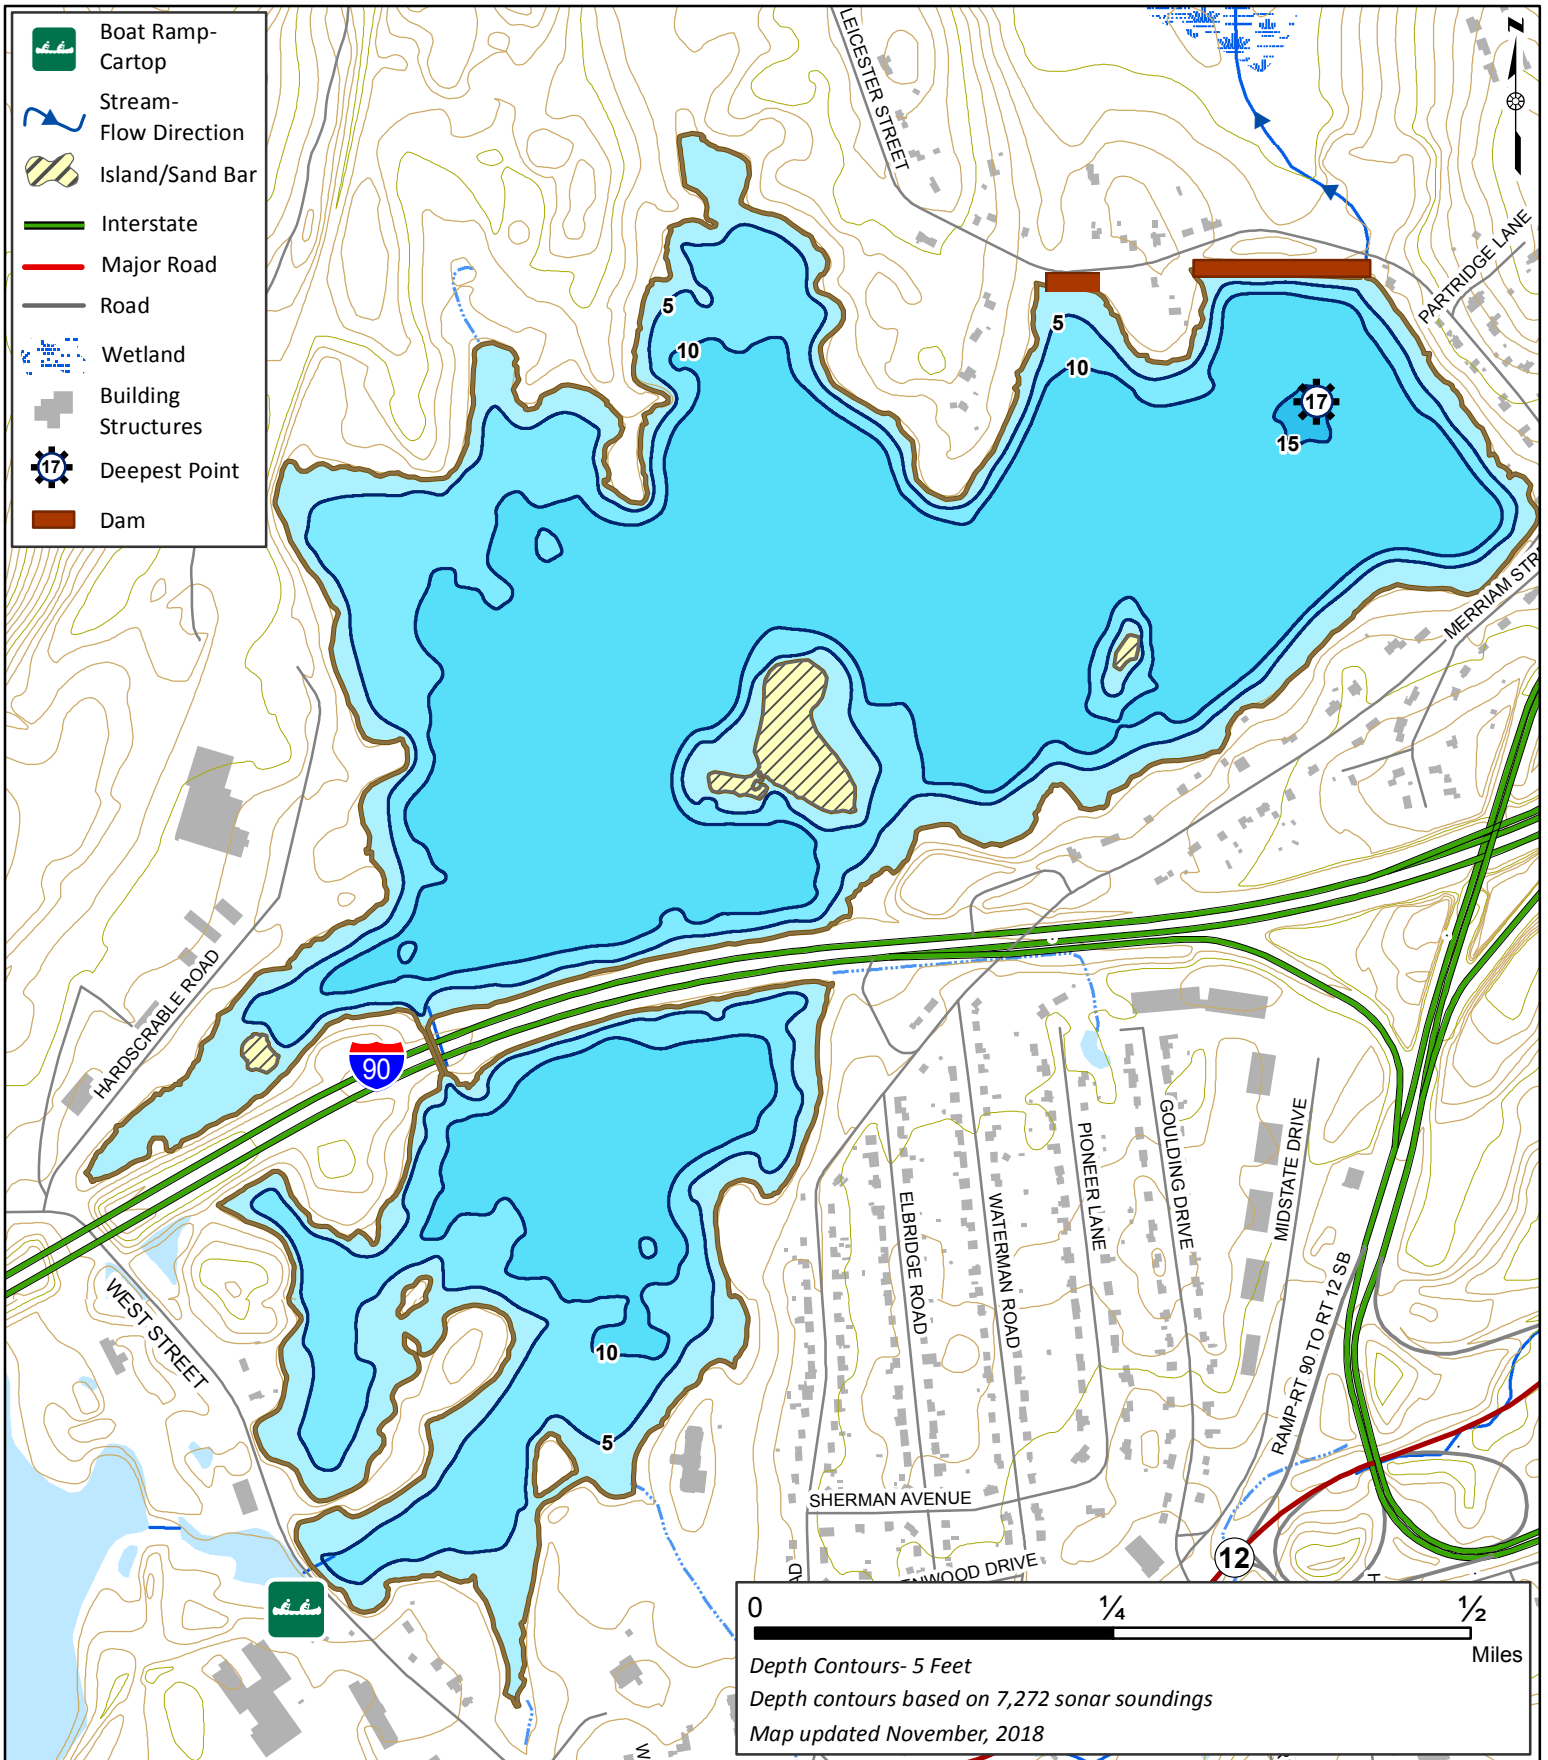 Boat Ramp-
Cartop
Stream-
Flow Direction
Island/Sand Bar
Interstate
Major Road
Road
Wetland
Building
Structures
17
Deepest Point
Dam
LEICESTER STREET
Z
PARTRIDGE LANE
5
10
5
10
17
15
MERRIAM STR
HARDSCRABLE ROAD
90
WEST STREET
10
5
ELBRIDGE ROAD
WATERMAN ROAD
PIONEER LANE
GOULDING DRIVE
MIDSTATE DRIVE
RAMP-RT 90 TO RT 12 SB
SHERMAN AVENUE
ENWOOD DRIVE
AD
12
H
W
0
¼
½
Miles
Depth Contours- 5 Feet
Depth contours based on 7,272 sonar soundings
Map updated November, 2018